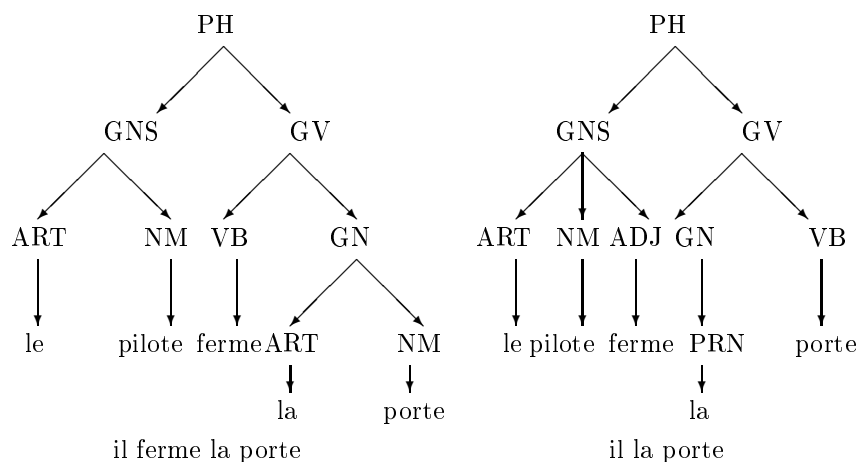 PH PH
GNS GV GNS GV
ART NM VB GN ART NM ADJ GN VB
le pilote ferme ART NM le pilote ferme PRN porte
la porte la
il ferme la porte il la porte